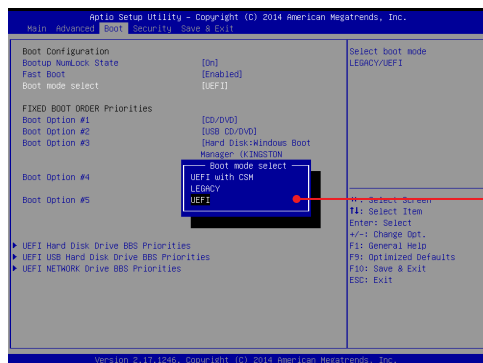 Aptio Setup Utility – Copyright (C) 2014 American Megatrends, Inc.
Main Advanced Boot Security Save & Exit
Boot Configuration
Bootup NumLock State [On]
Fast Boot [Enabled]
Boot mode select [UEFI]
FIXED BOOT ORDER Priorities
Boot Option #1 [CD/DVD]
Boot Option #2 [USB CD/DVD]
Boot Option #3 [Hard Disk:Windows Boot
Manager (KINGSTON
Boot mode select
Boot Option #4 UEFI with CSM
LEGACY
Boot Option #5 UEFI
UEFI Hard Disk Drive BBS Priorities
UEFI USB Hard Disk Drive BBS Priorities
UEFI NETWORK Drive BBS Priorities
Select boot mode
LEGACY/UEFI
↔: Select Screen
↑↓: Select Item
Enter: Select
+/-: Change Opt.
F1: General Help
F9: Optimized Defaults
F10: Save & Exit
ESC: Exit
Version 2.17.1246. Copyright (C) 2014 American Megatrends, Inc.